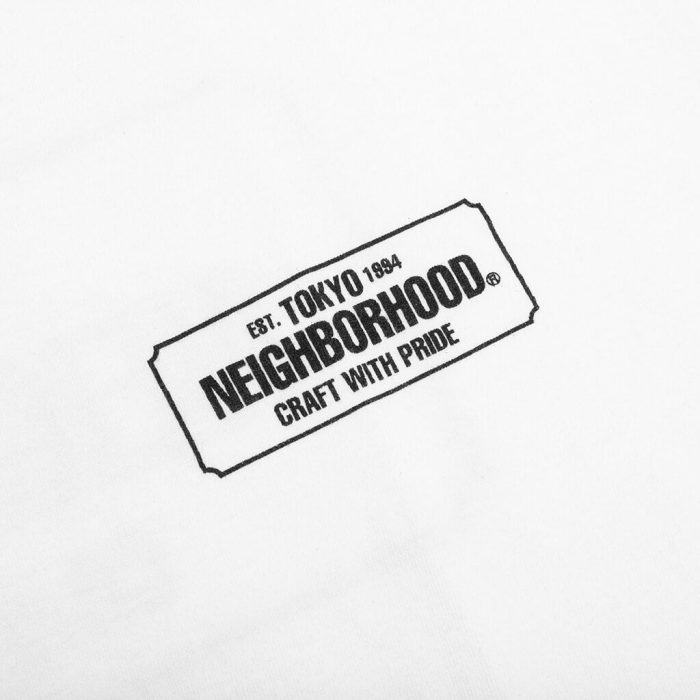 EST. TOKYO 1994
NEIGHBORHOOD®
CRAFT WITH PRIDE